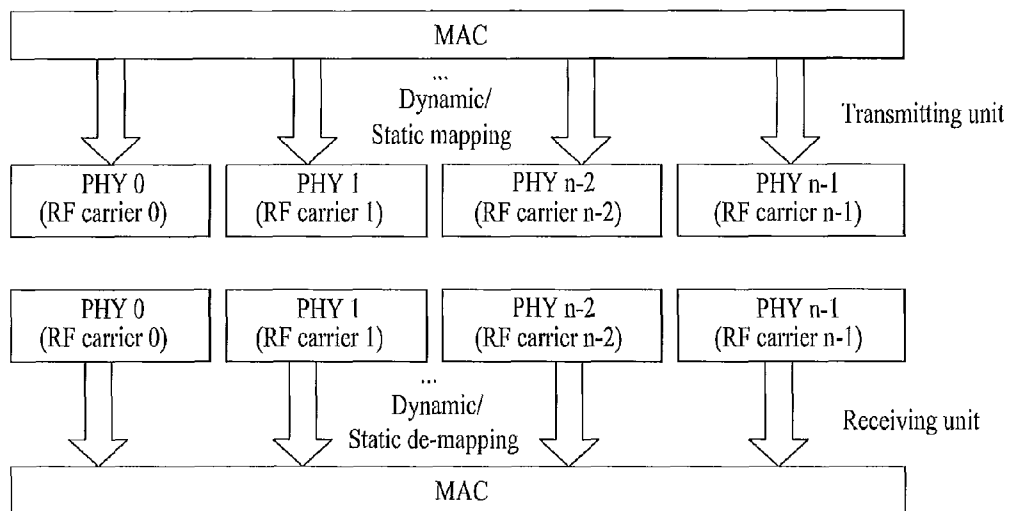 MAC
...
Dynamic/
Static mapping
Transmitting unit
PHY 0
(RF carrier 0)
PHY 1
(RF carrier 1)
PHY n-2
(RF carrier n-2)
PHY n-1
(RF carrier n-1)
PHY 0
(RF carrier 0)
PHY 1
(RF carrier 1)
PHY n-2
(RF carrier n-2)
PHY n-1
(RF carrier n-1)
...
Dynamic/
Static de-mapping
Receiving unit
MAC